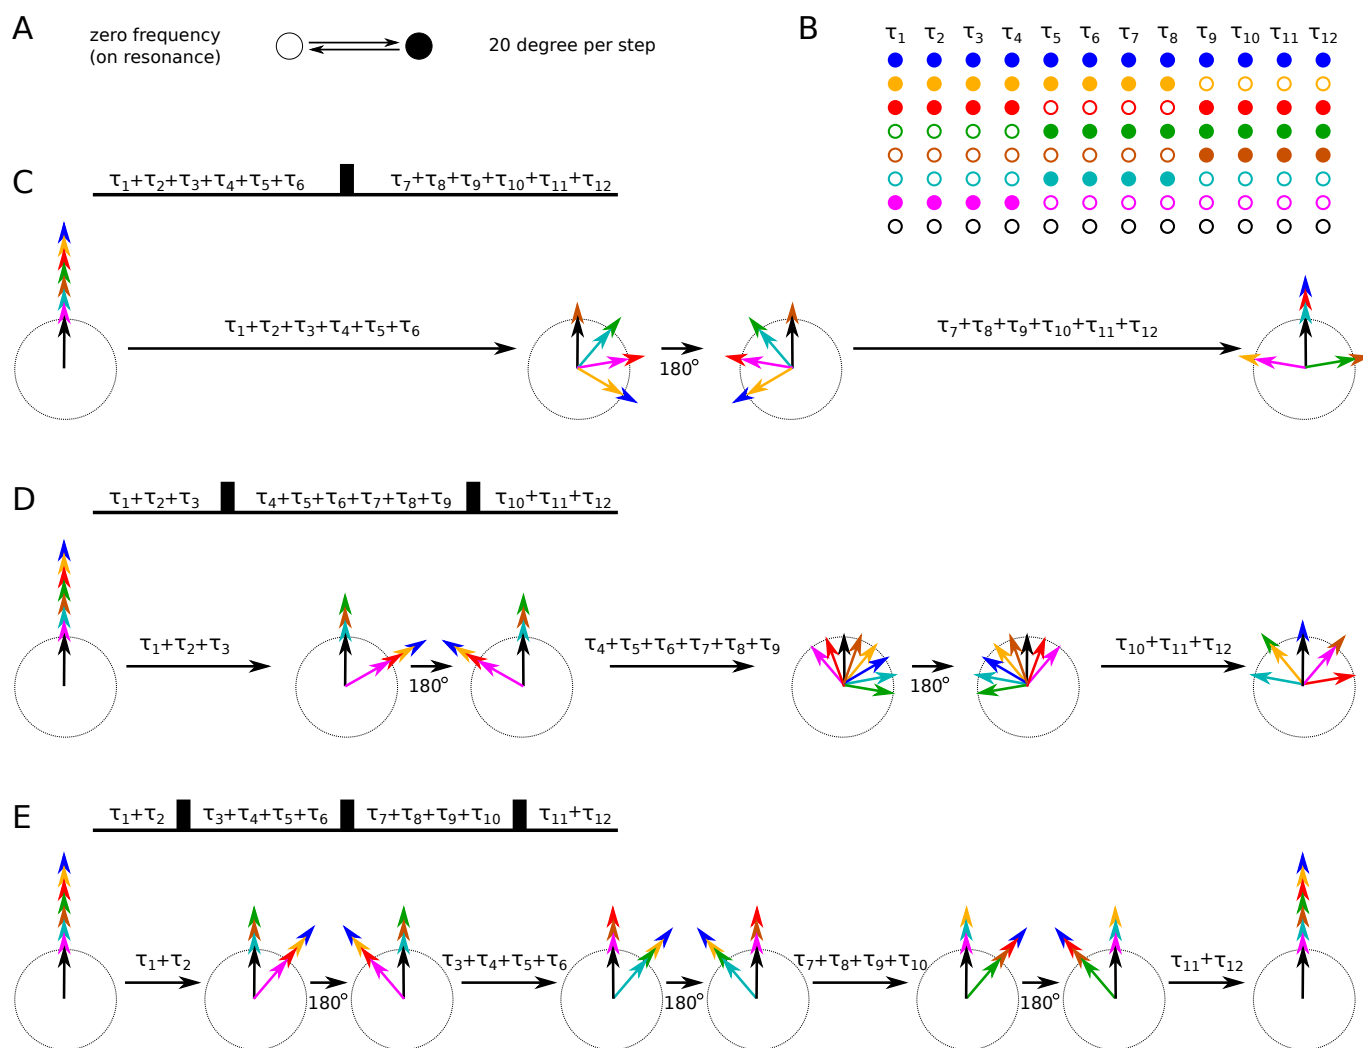 A
zero frequency
(on resonance)
20 degree per step
B
τ₁ τ₂ τ₃ τ₄ τ₅ τ₆ τ₇ τ₈ τ₉ τ₁₀ τ₁₁ τ₁₂
C
τ₁+τ₂+τ₃+τ₄+τ₅+τ₆ τ₇+τ₈+τ₉+τ₁₀+τ₁₁+τ₁₂
τ₁+τ₂+τ₃+τ₄+τ₅+τ₆
180°
τ₇+τ₈+τ₉+τ₁₀+τ₁₁+τ₁₂
D
τ₁+τ₂+τ₃ τ₄+τ₅+τ₆+τ₇+τ₈+τ₉ τ₁₀+τ₁₁+τ₁₂
τ₁+τ₂+τ₃
180°
τ₄+τ₅+τ₆+τ₇+τ₈+τ₉
180°
τ₁₀+τ₁₁+τ₁₂
E
τ₁+τ₂ τ₃+τ₄+τ₅+τ₆ τ₇+τ₈+τ₉+τ₁₀ τ₁₁+τ₁₂
τ₁+τ₂
180°
τ₃+τ₄+τ₅+τ₆
180°
τ₇+τ₈+τ₉+τ₁₀
180°
τ₁₁+τ₁₂